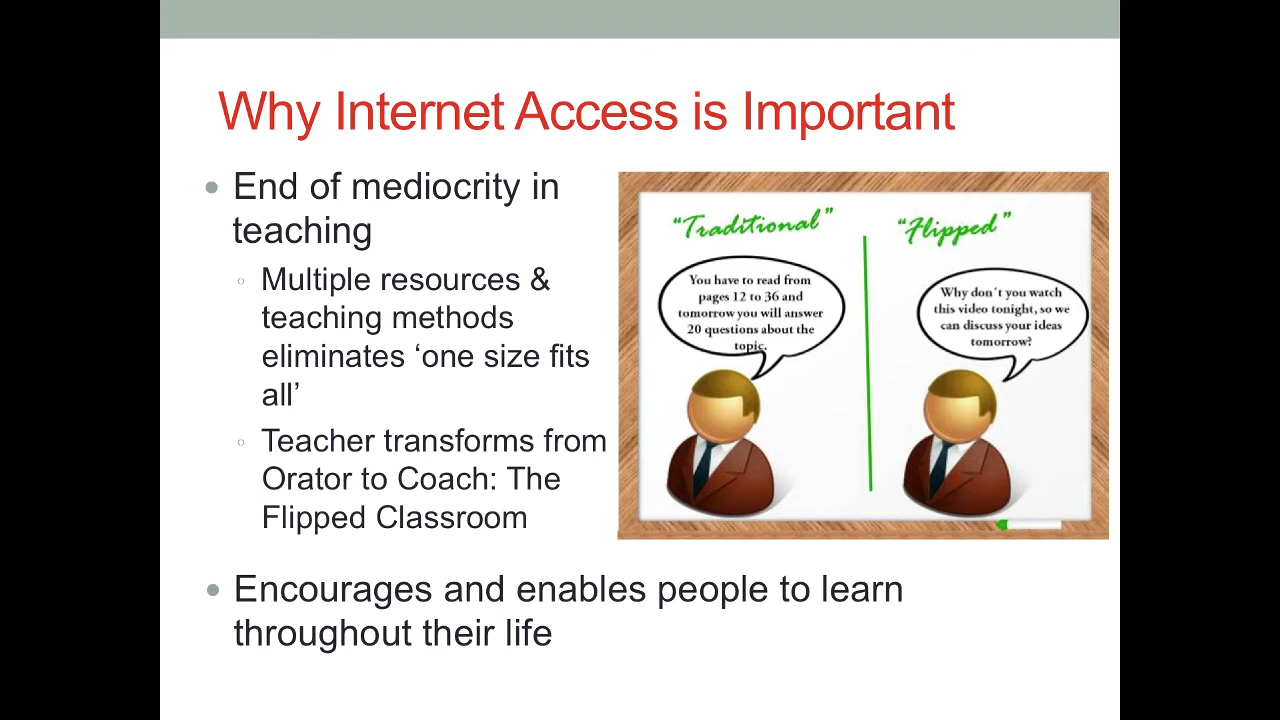 Why Internet Access is Important
End of mediocrity in
teaching
Multiple resources &
teaching methods
eliminates ‘one size fits
all’
Teacher transforms from
Orator to Coach: The
Flipped Classroom
“Traditional”
You have to read from
pages 12 to 36 and
tomorrow you will answer
20 questions about the
topic.
“Flipped”
Why don´t you watch
this video tonight, so we
can discuss your ideas
tomorrow?
Encourages and enables people to learn
throughout their life